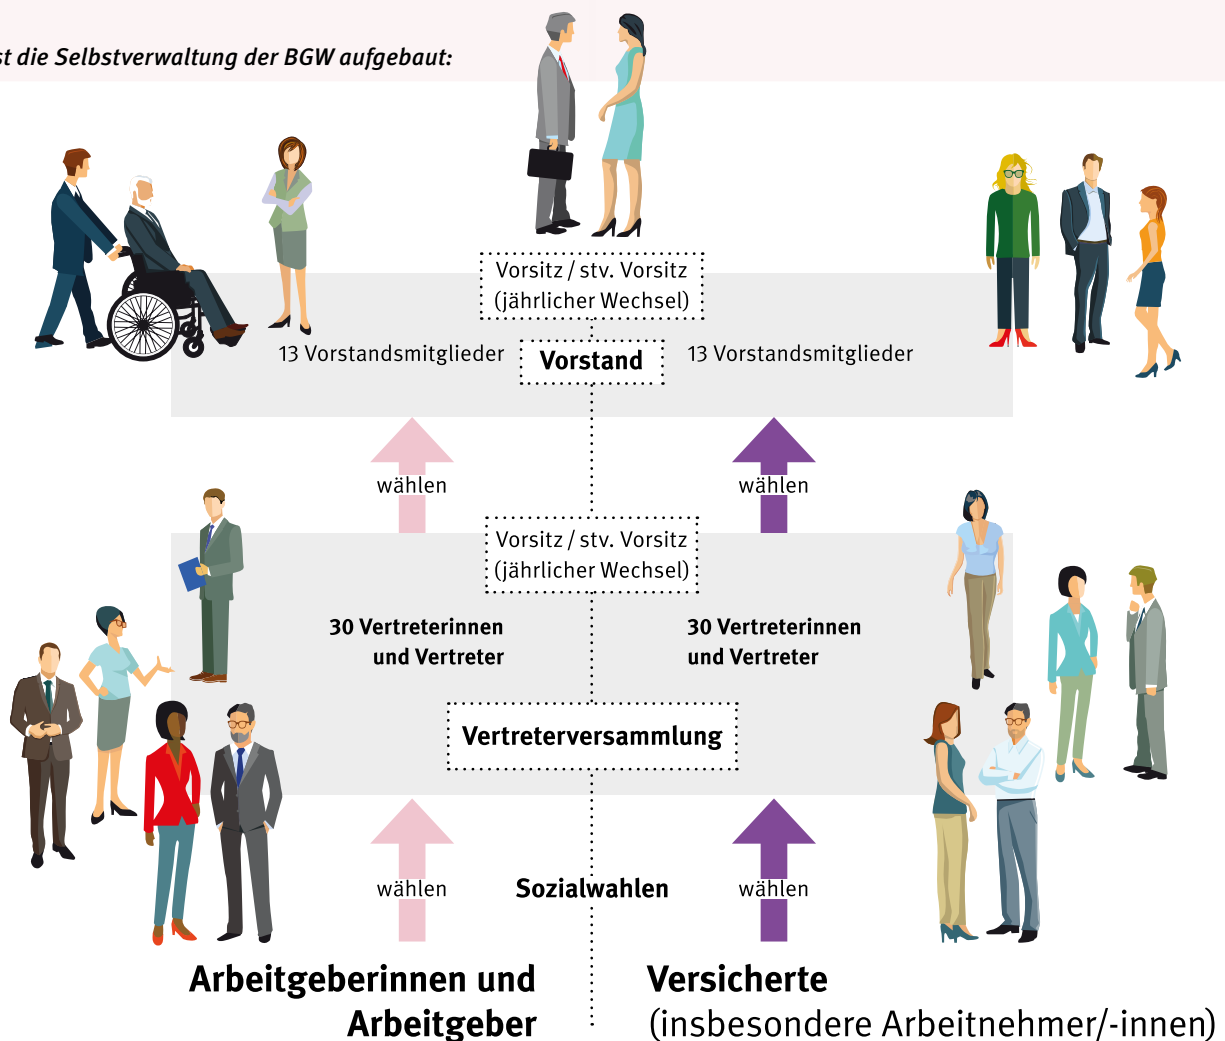 st die Selbstverwaltung der BGW aufgebaut:
Vorsitz / stv. Vorsitz
(jährlicher Wechsel)
13 Vorstandsmitglieder
Vorstand
13 Vorstandsmitglieder
wählen
wählen
Vorsitz / stv. Vorsitz
(jährlicher Wechsel)
30 Vertreterinnen
und Vertreter
30 Vertreterinnen
und Vertreter
Vertreterversammlung
wählen
Sozialwahlen
wählen
Arbeitgeberinnen und
Arbeitgeber
Versicherte
(insbesondere Arbeitnehmer/-innen)